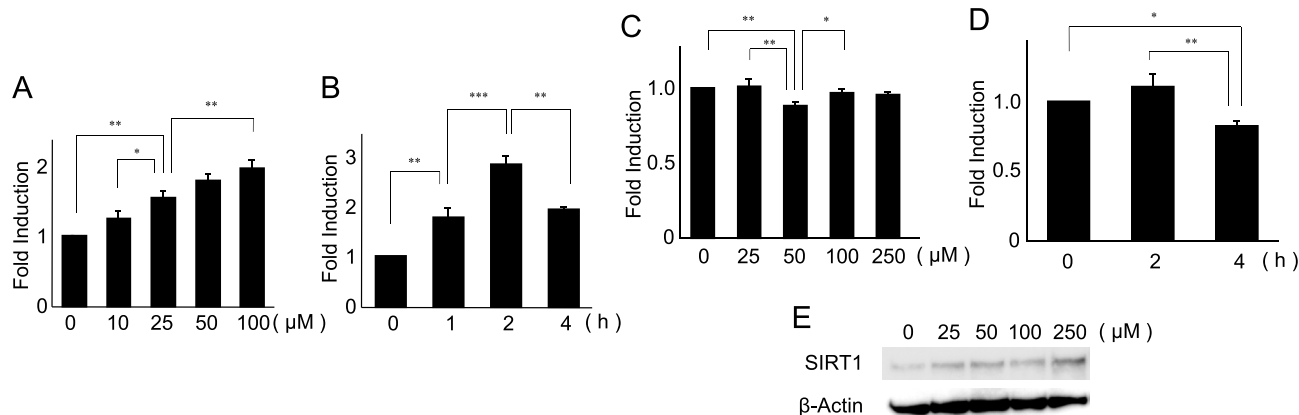 A
Fold Induction
2
1
0
** * **
0 10 25 50 100 ( μM )
B
Fold Induction
3
2
1
0
** *** **
0 1 2 4 ( h )
C
Fold Induction
1.0
0.5
0
** ** *
0 25 50 100 250 ( μM )
D
Fold Induction
1.0
0.5
0
* **
0 2 4 ( h )
E
0 25 50 100 250 ( μM )
SIRT1
β-Actin